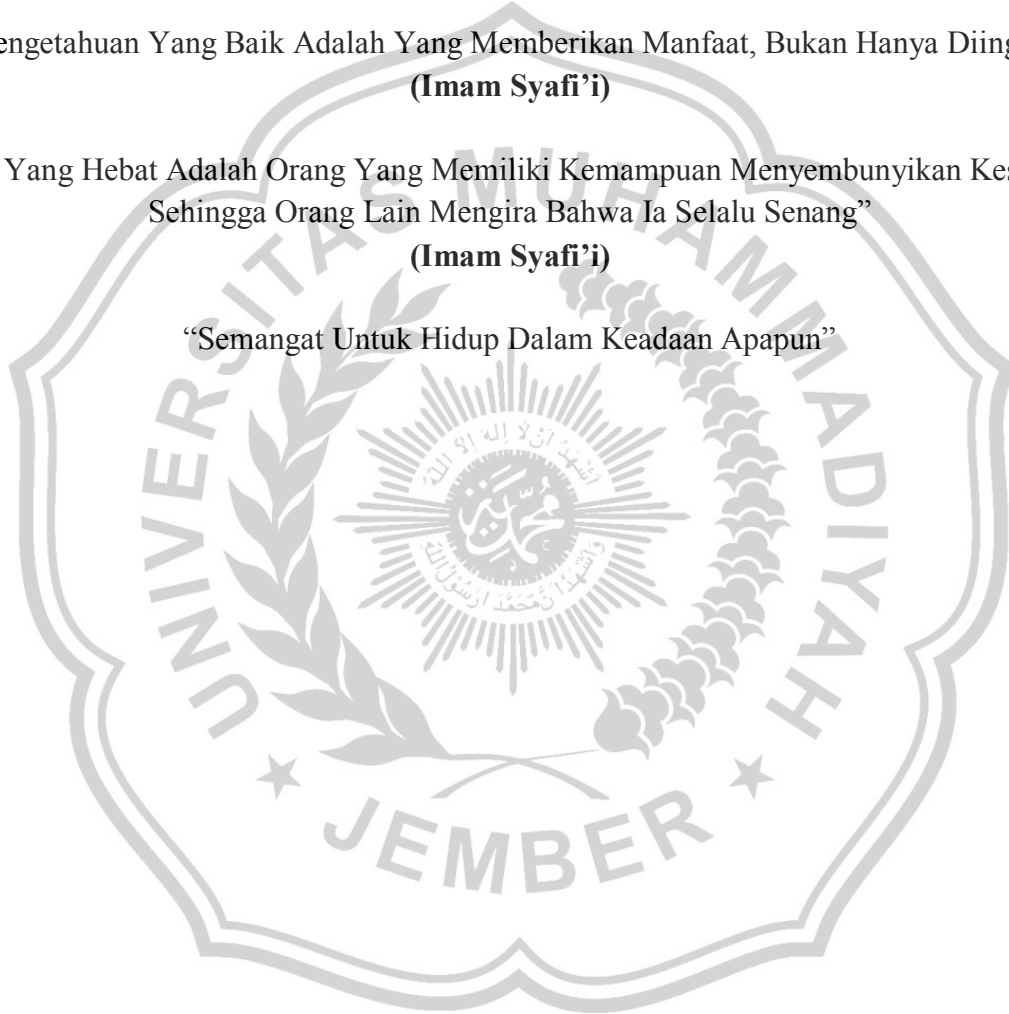 engetahuan Yang Baik Adalah Yang Memberikan Manfaat, Bukan Hanya Diing
(Imam Syafi’i)
Yang Hebat Adalah Orang Yang Memiliki Kemampuan Menyembunyikan Kes
Sehingga Orang Lain Mengira Bahwa Ia Selalu Senang”
(Imam Syafi’i)
“Semangat Untuk Hidup Dalam Keadaan Apapun”
UNIVERSITAS MUHAMMADIYAH
JEMBER